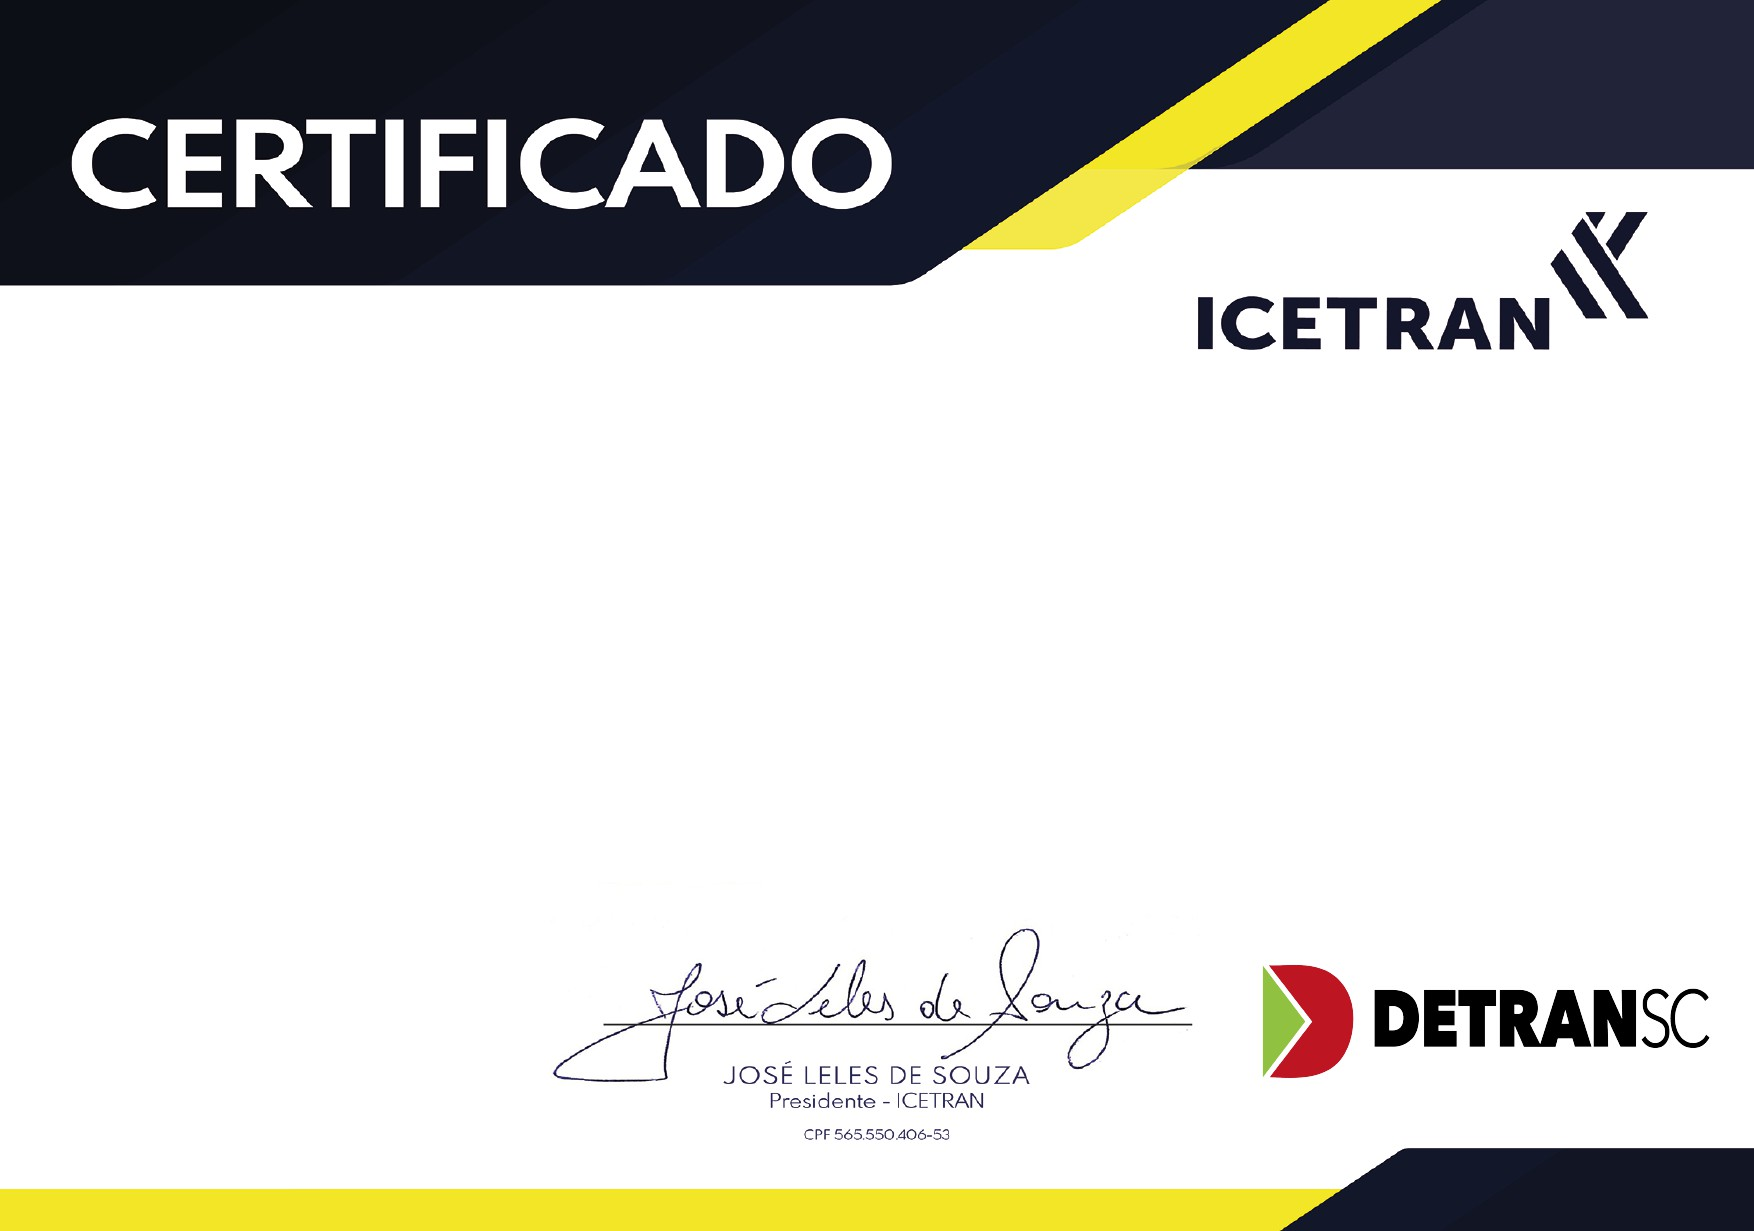 CERTIFICADO
ICETRAN
José Leles de Souza
JOSÉ LELES DE SOUZA
Presidente - ICETRAN
CPF 565.550.406-53
DETRANSC